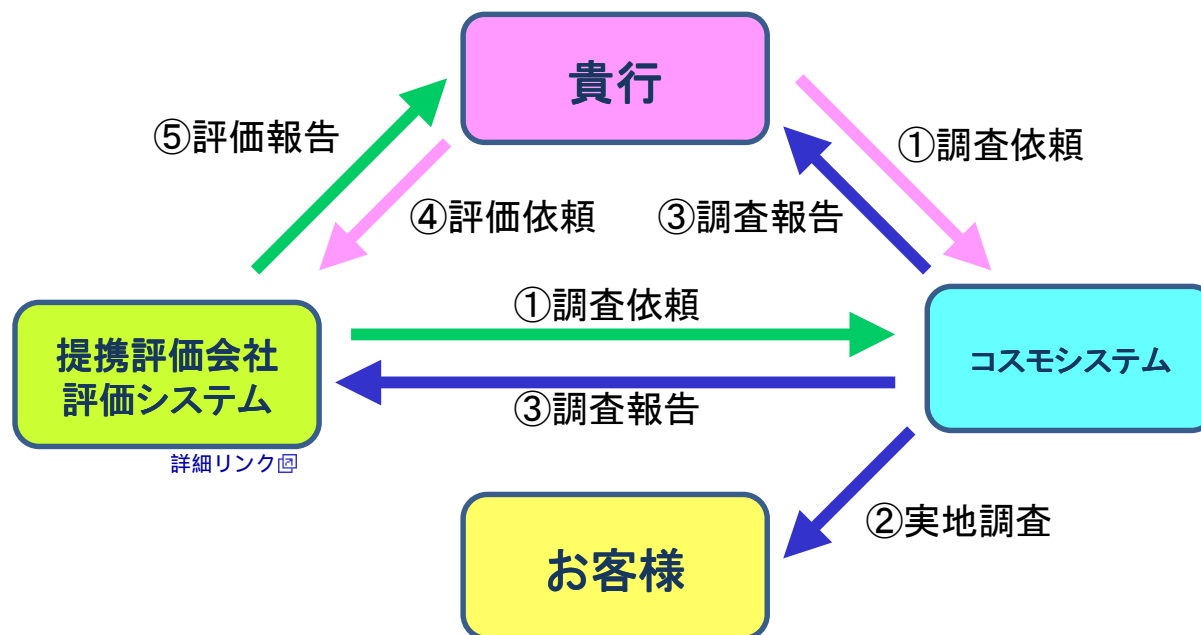 貴行
⑤評価報告
①調査依頼
④評価依頼
③調査報告
①調査依頼
提携評価会社
評価システム
コスモシステム
③調査報告
詳細リンク
②実地調査
お客様